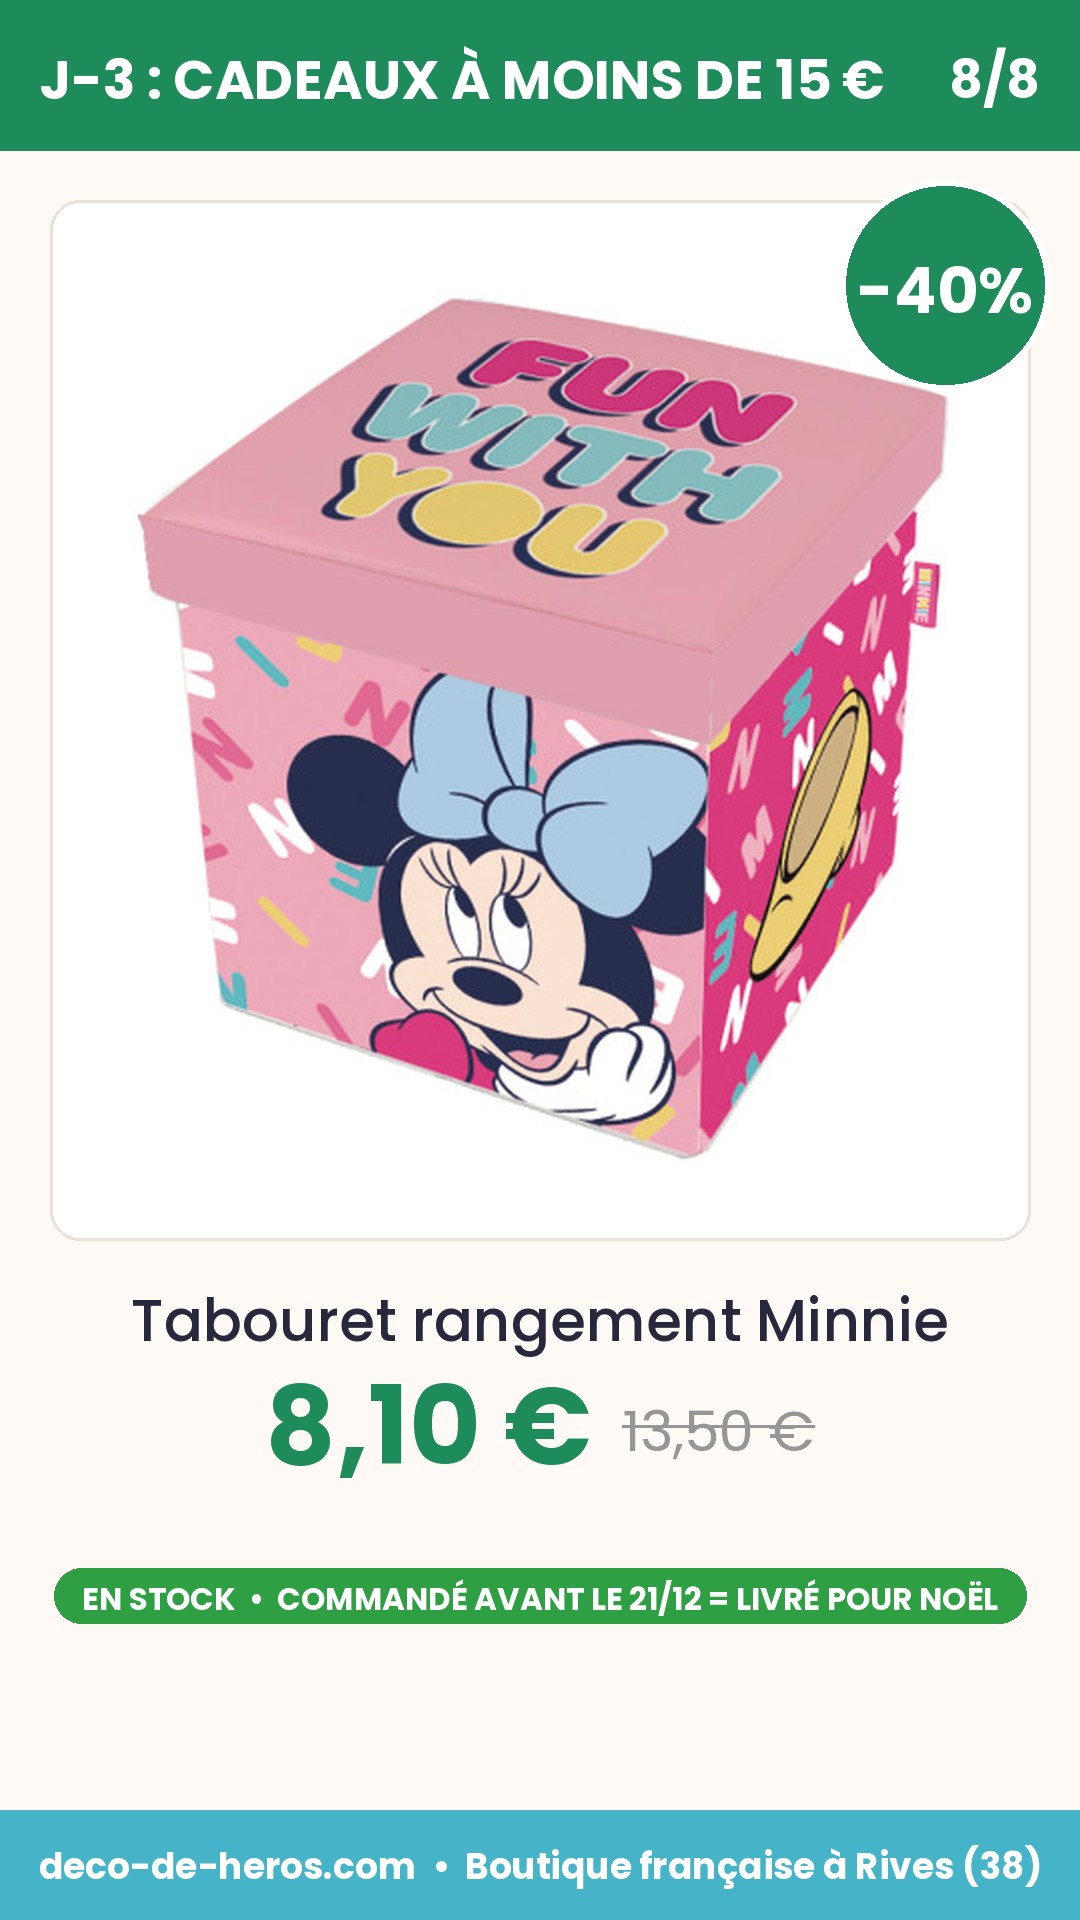 J-3 : CADEAUX À MOINS DE 15 € 8/8
-40%
FUN
WITH
YOU
MINNIE
Tabouret rangement Minnie
8,10 € 13,50 €
EN STOCK • COMMANDÉ AVANT LE 21/12 = LIVRÉ POUR NOËL
deco-de-heros.com • Boutique française à Rives (38)